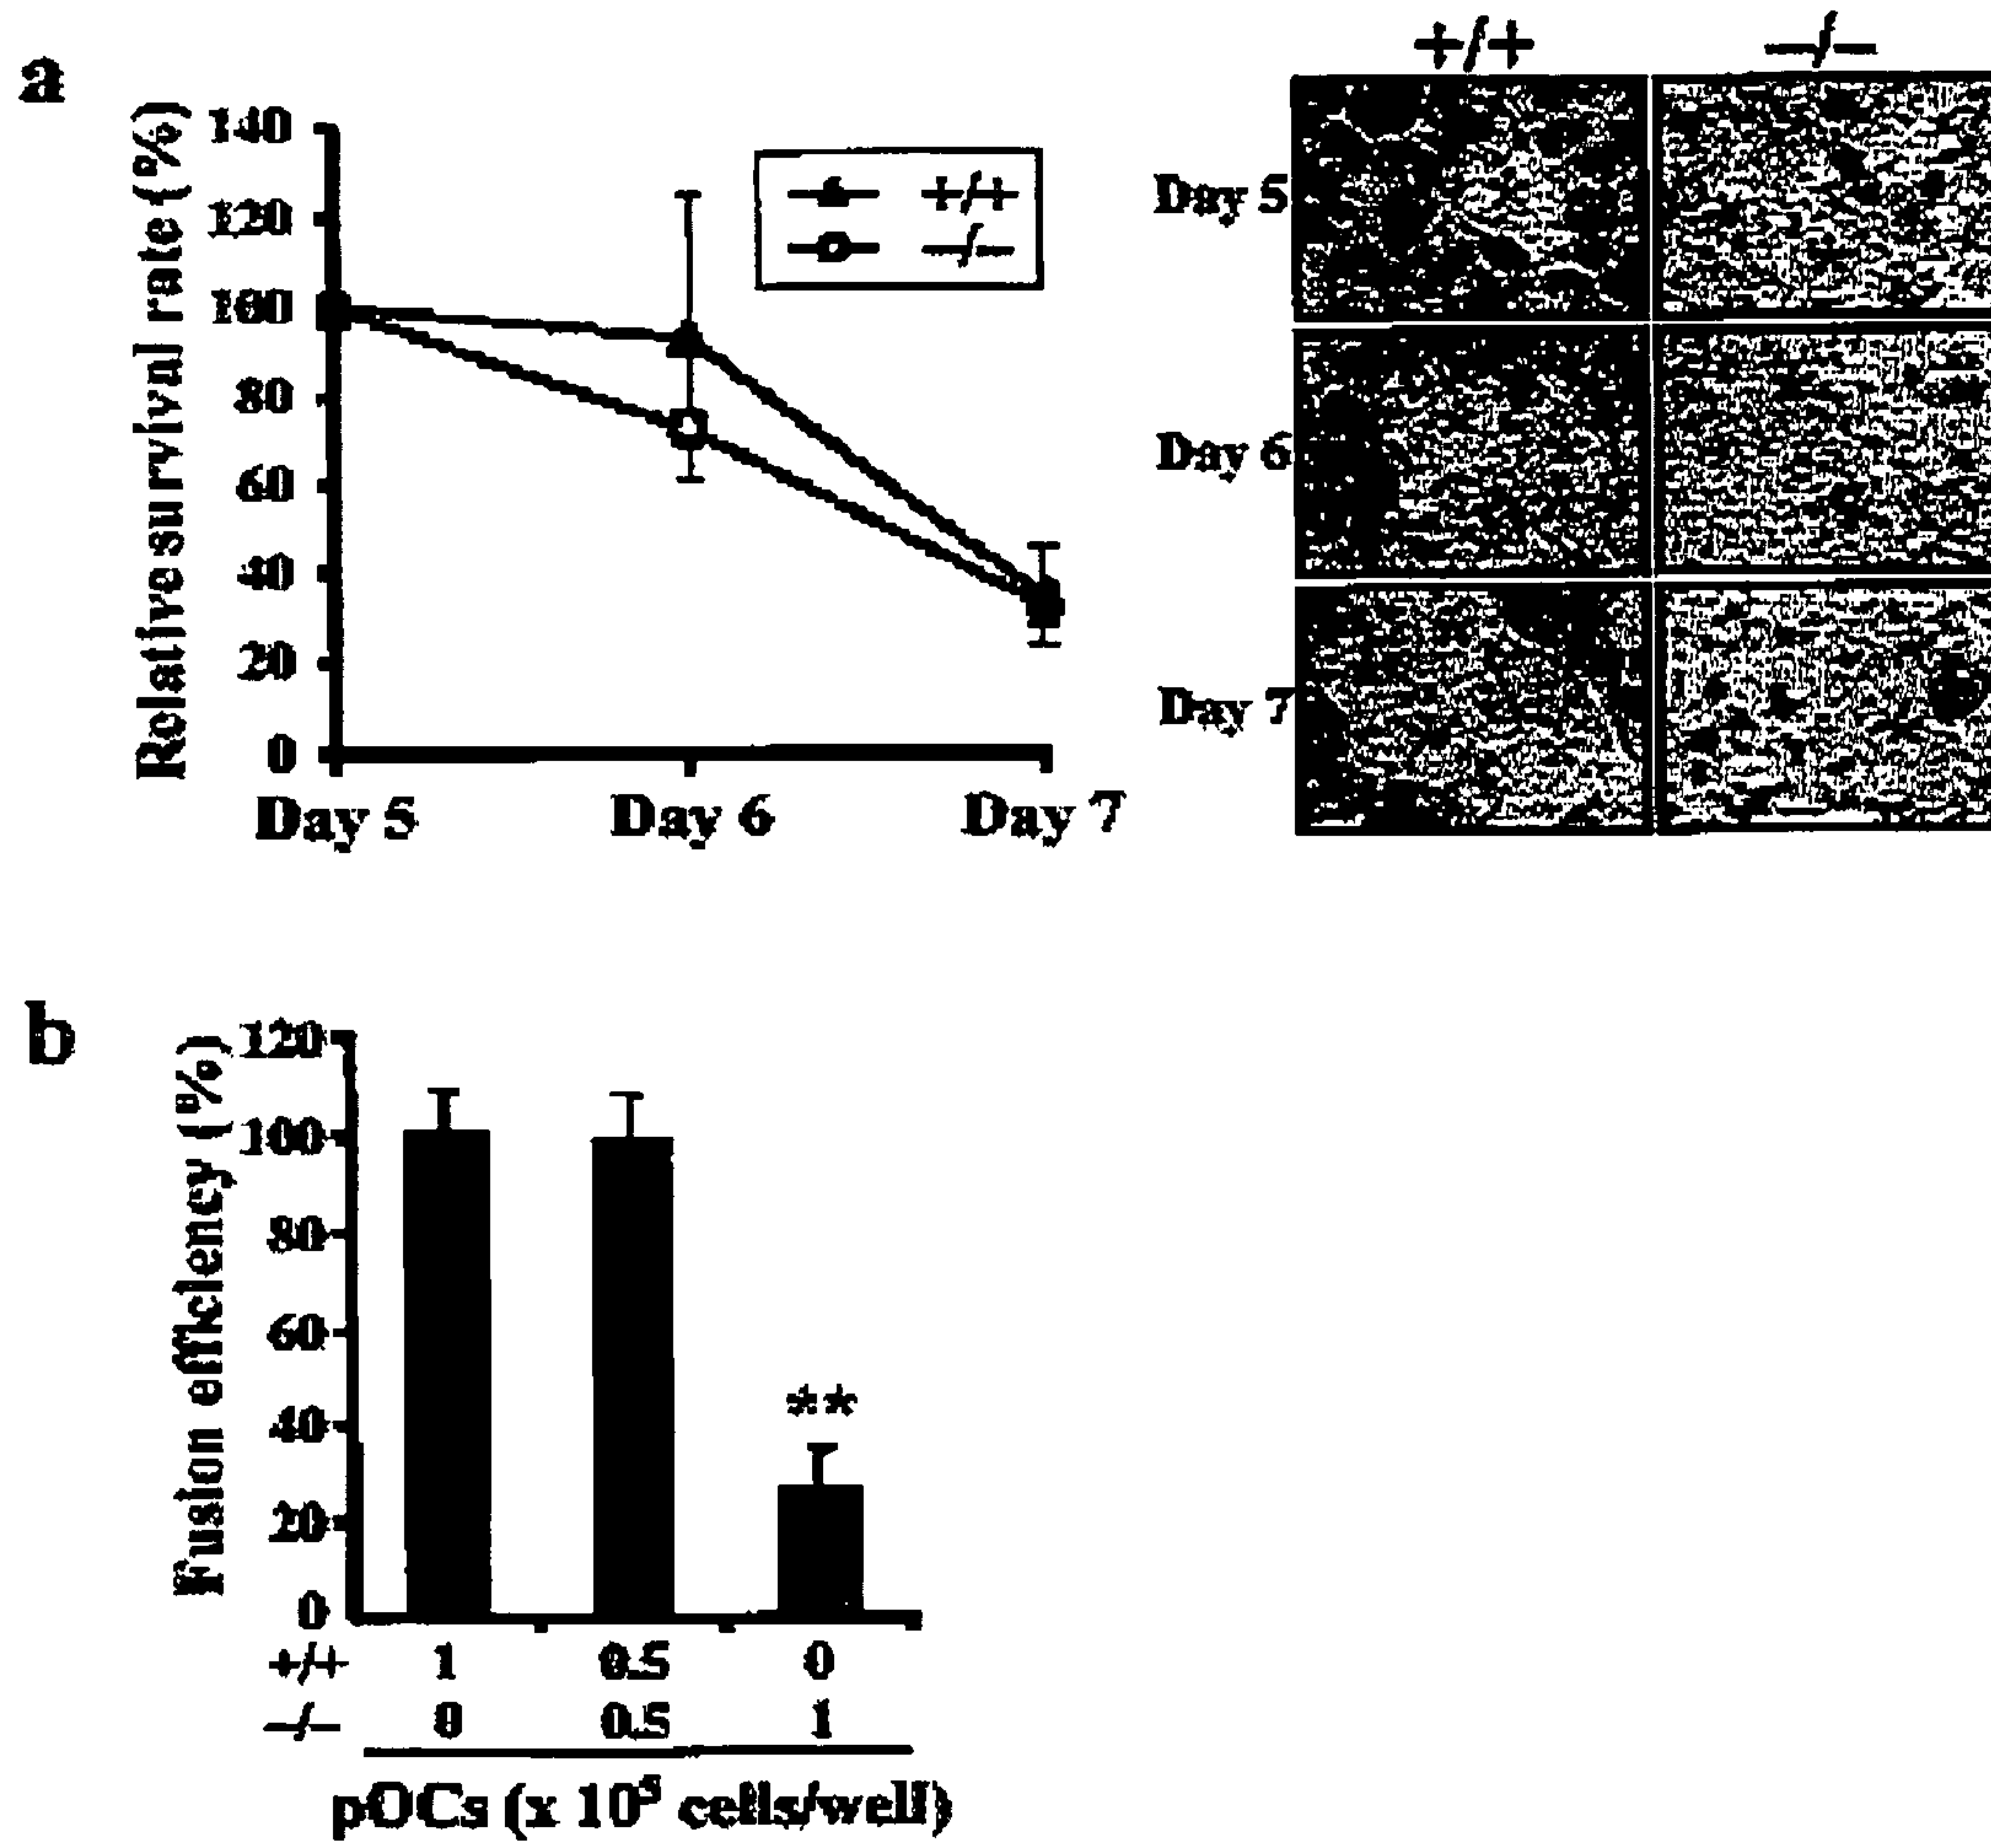 a
Relative survival rate (%)
140
120
100
80
60
40
20
0
Day 5
Day 6
Day 7
+/+
−/−
+/+
−/−
Day 5
Day 6
Day 7
b
Fusion efficiency (%)
120
100
80
60
40
20
0
**
+/+ 1 0.5 0
−/− 0 0.5 1
pOCs (x 10⁵ cells/well)